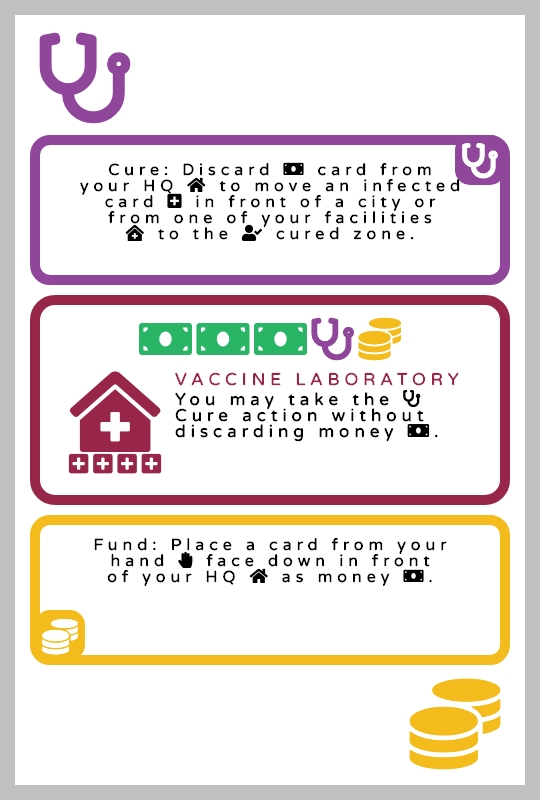 Cure: Discard card from
your HQ to move an infected
card in front of a city or
from one of your facilities
to the cured zone.
VACCINE LABORATORY
You may take the
Cure action without
discarding money .
Fund: Place a card from your
hand face down in front
of your HQ as money .